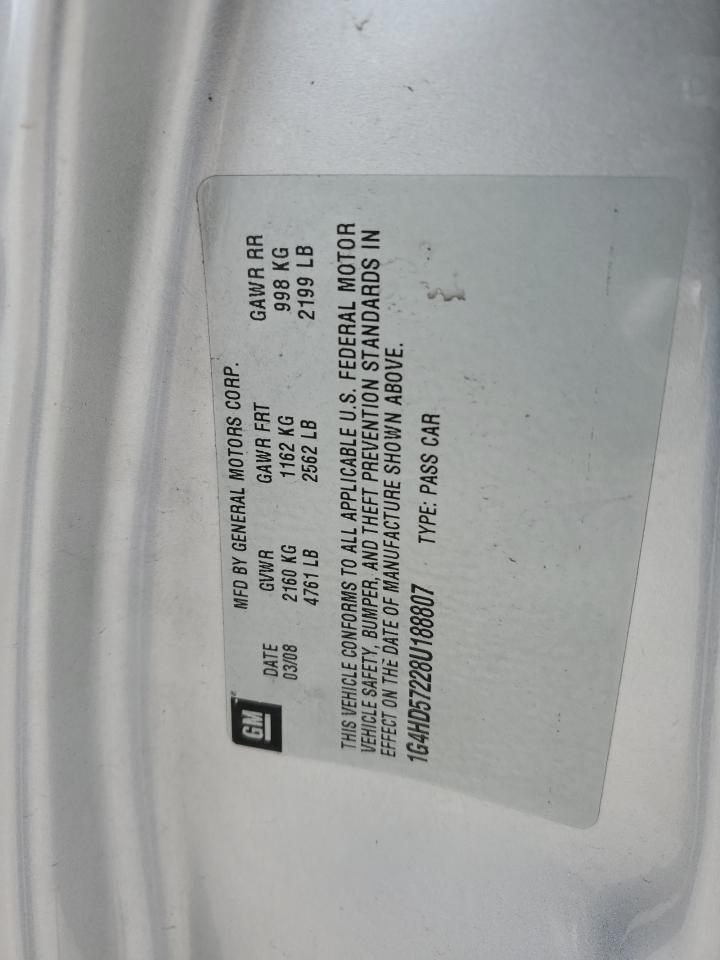 GM™
MFD BY GENERAL MOTORS CORP.
DATE GVWR GAWR FRT GAWR RR
03/08 2160 KG 1162 KG 998 KG
4761 LB 2562 LB 2199 LB
THIS VEHICLE CONFORMS TO ALL APPLICABLE U.S. FEDERAL MOTOR
VEHICLE SAFETY, BUMPER, AND THEFT PREVENTION STANDARDS IN
EFFECT ON THE DATE OF MANUFACTURE SHOWN ABOVE.
1G4HD57228U188807 TYPE: PASS CAR